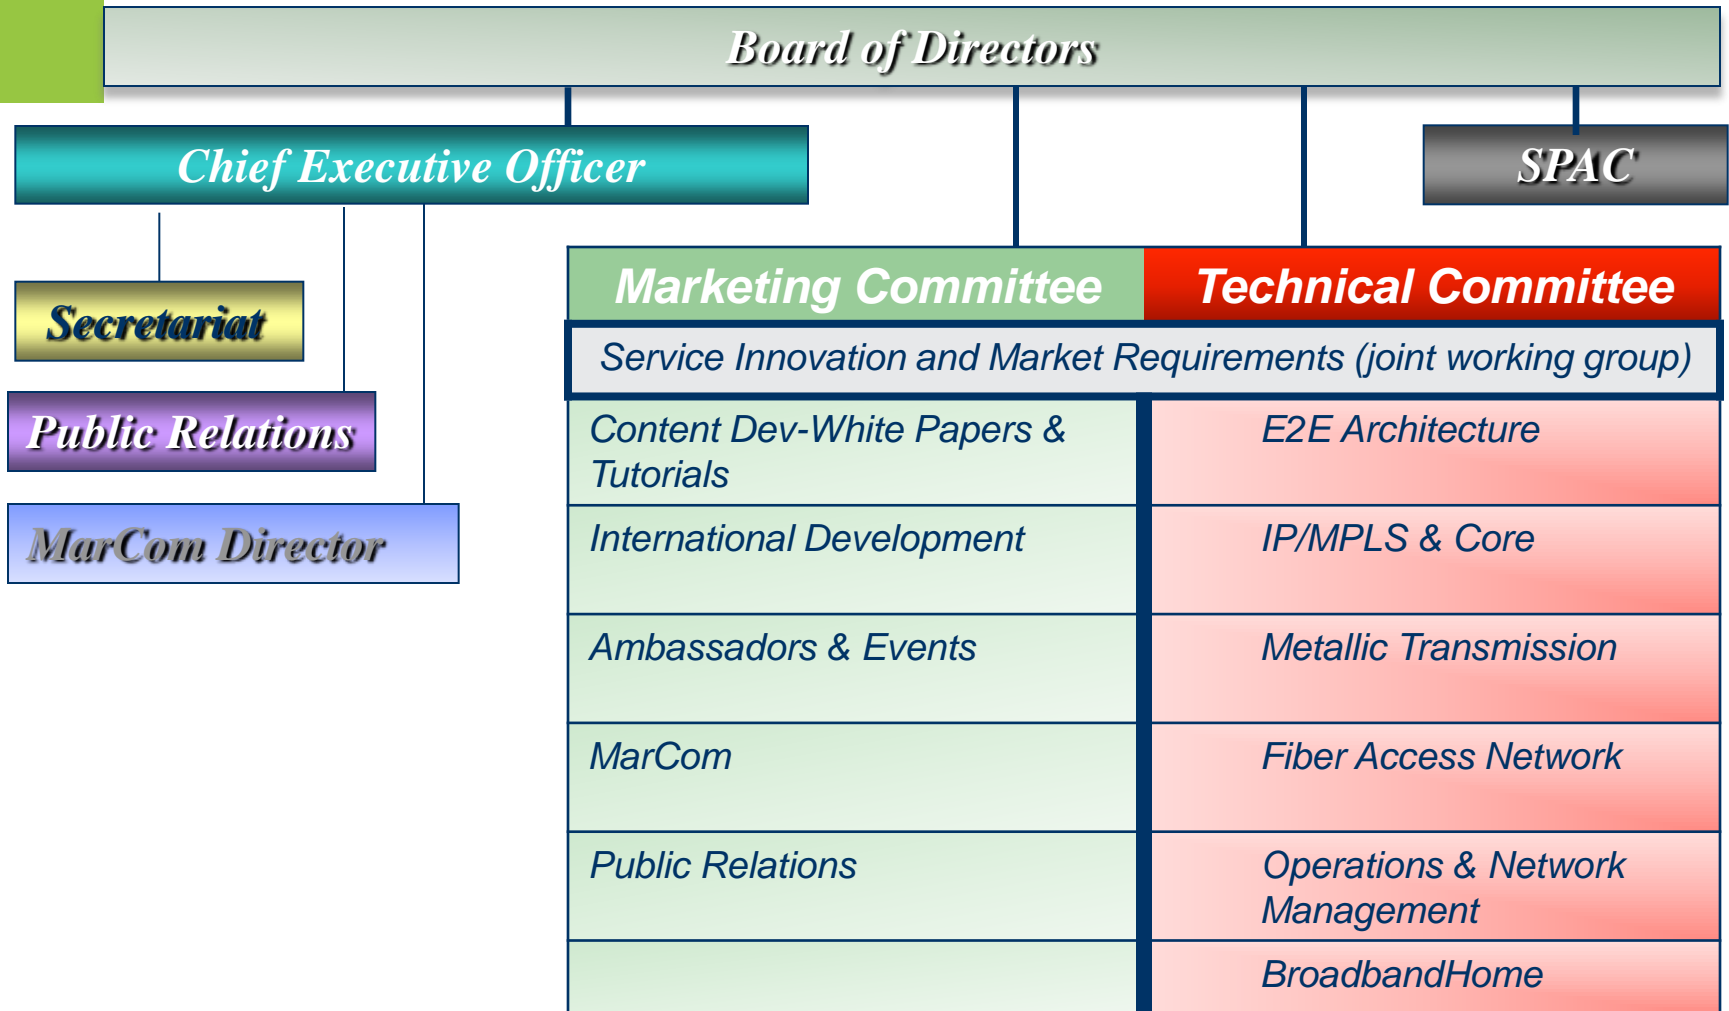 Board of Directors
Chief Executive Officer
SPAC
Secretariat
Public Relations
MarCom Director
Marketing Committee
Technical Committee
Service Innovation and Market Requirements (joint working group)
Content Dev-White Papers &
Tutorials
E2E Architecture
International Development
IP/MPLS & Core
Ambassadors & Events
Metallic Transmission
MarCom
Fiber Access Network
Public Relations
Operations & Network
Management
BroadbandHome